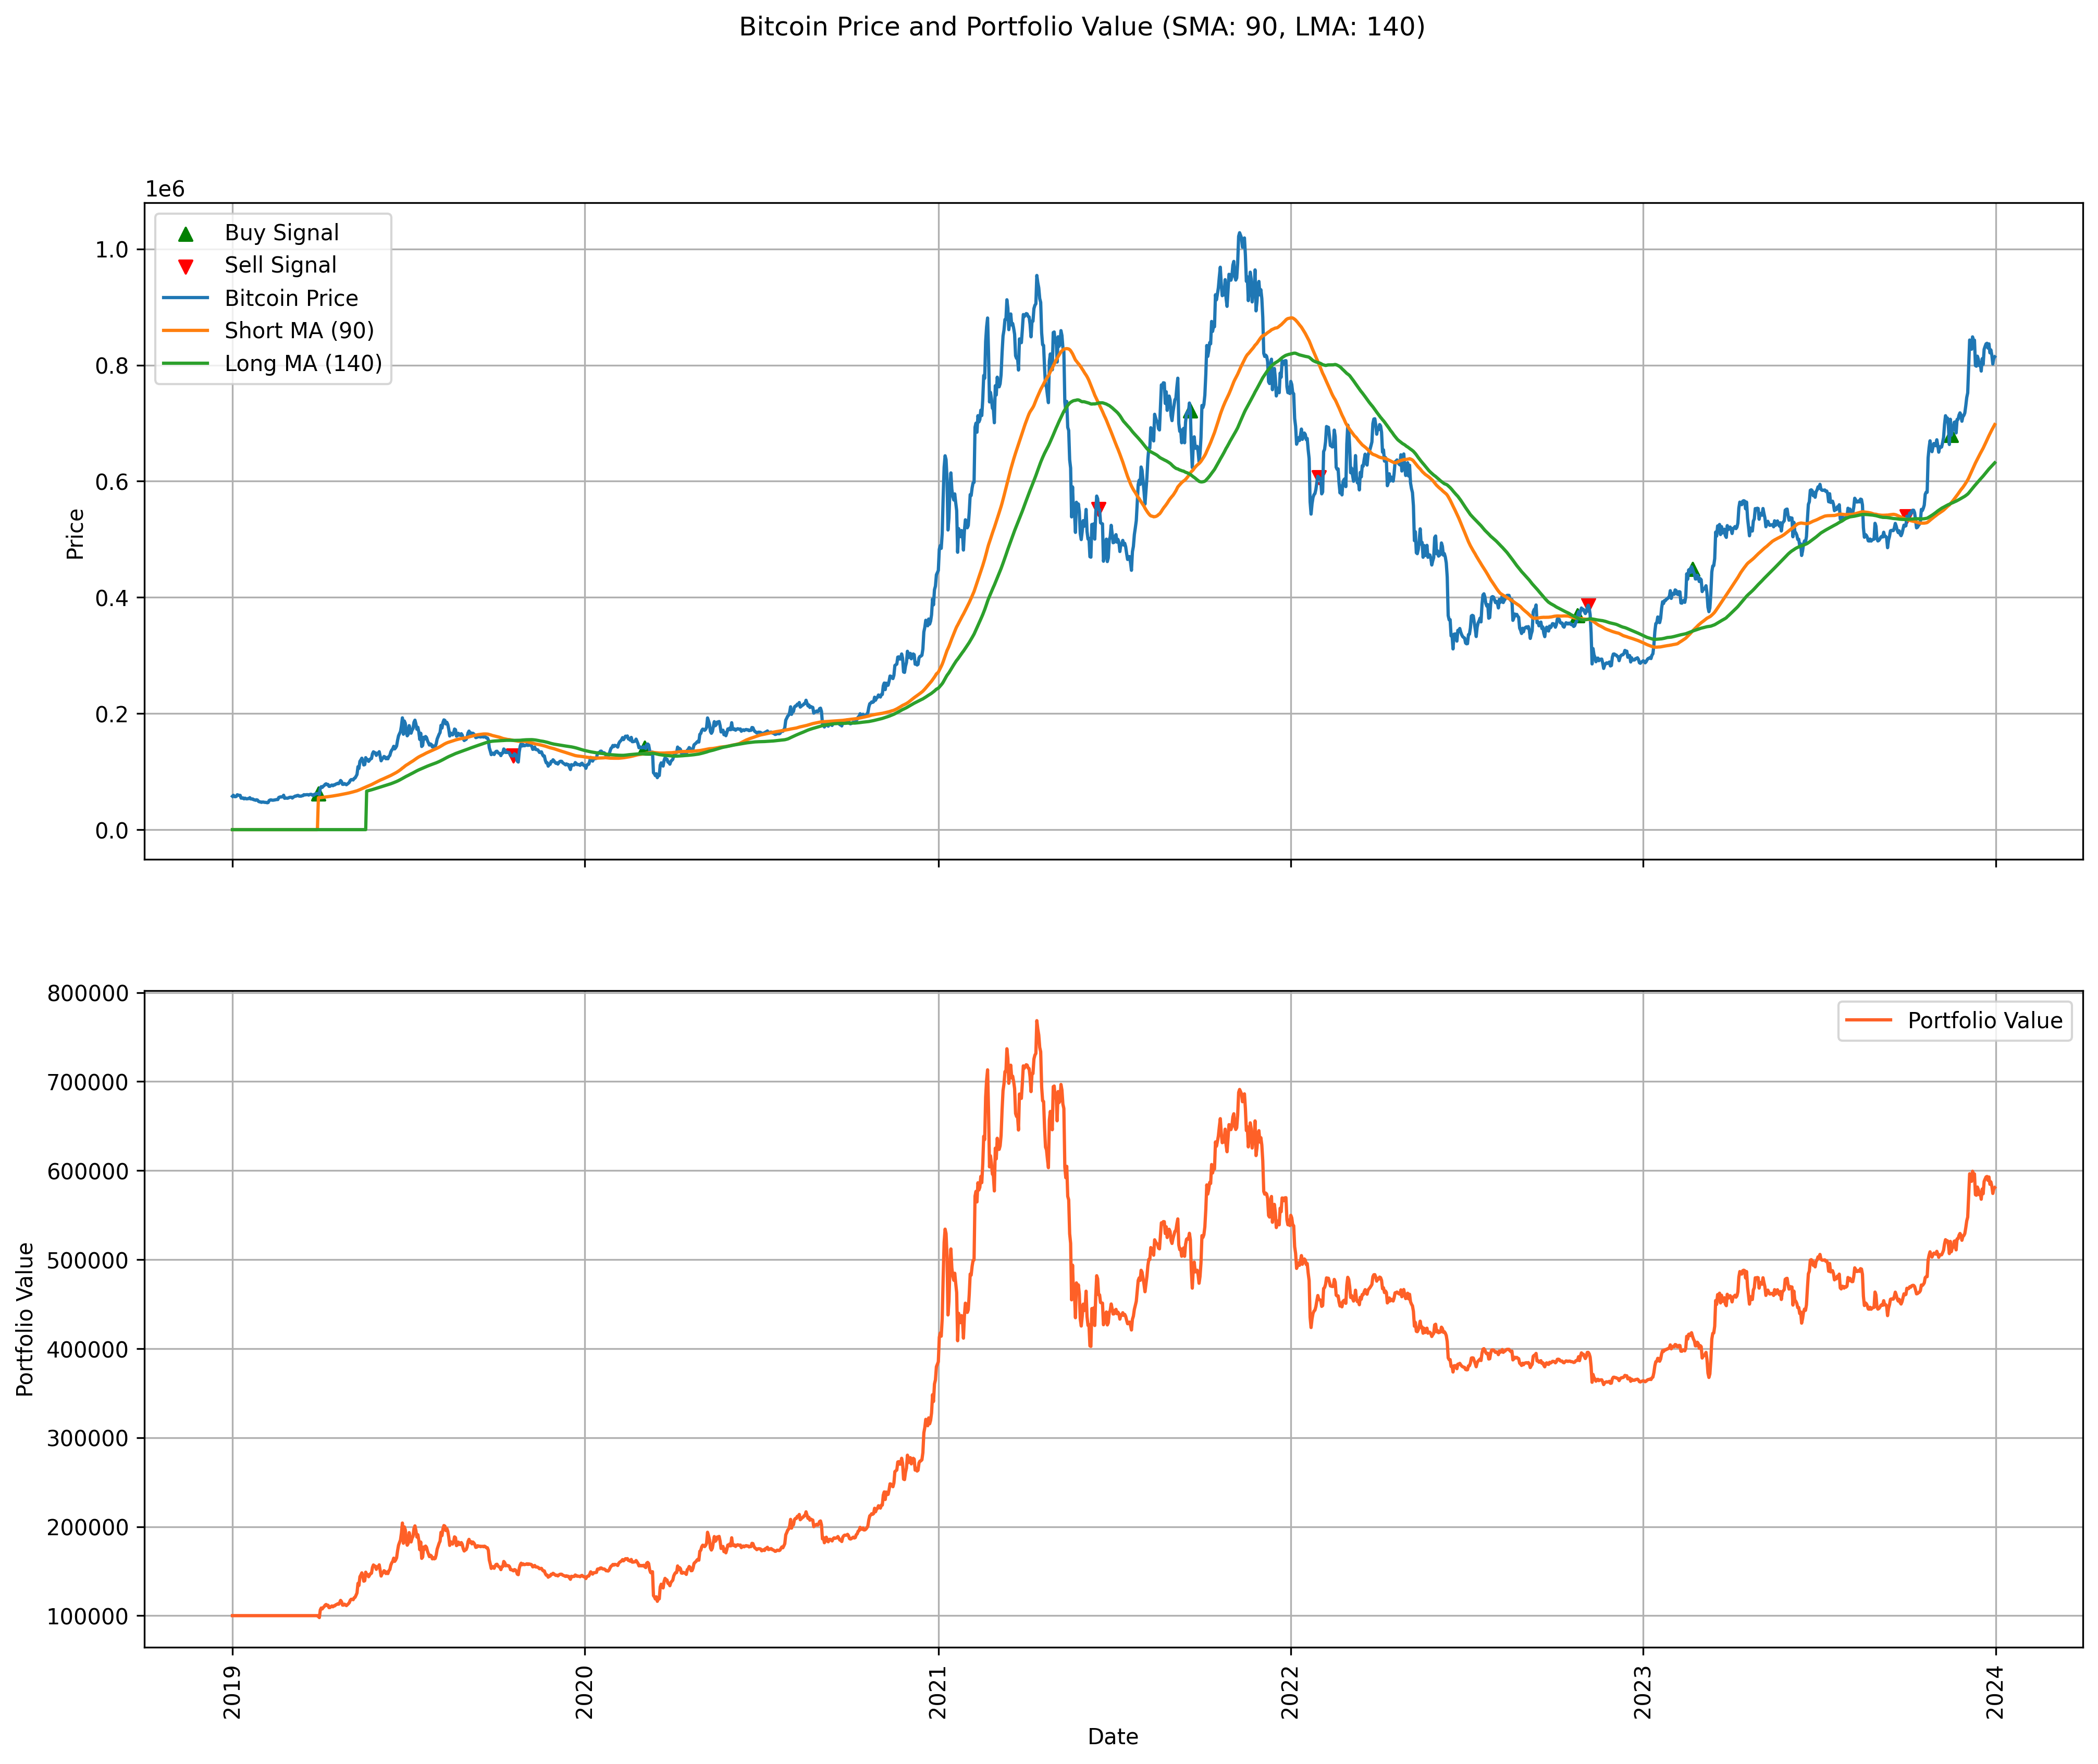 Bitcoin Price and Portfolio Value (SMA: 90, LMA: 140)
1e6
Buy Signal
Sell Signal
Bitcoin Price
Short MA (90)
Long MA (140)
1.0
0.8
0.6
0.4
0.2
0.0
Price
Portfolio Value
800000
700000
600000
500000
400000
300000
200000
100000
Portfolio Value
2019
2020
2021
2022
2023
2024
Date